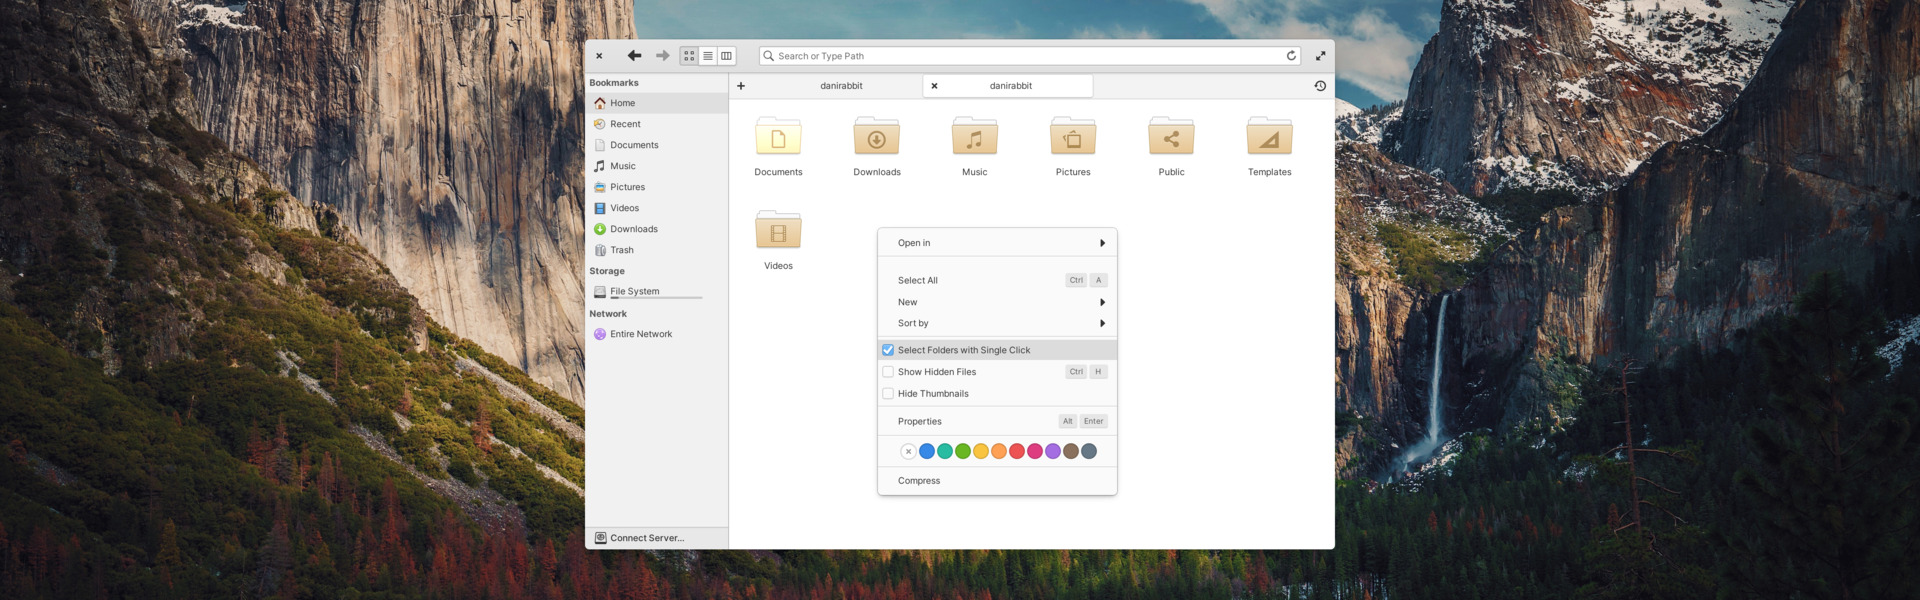 Search or Type Path
Bookmarks
Home
Recent
Documents
Music
Pictures
Videos
Downloads
Trash
Storage
File System
Network
Entire Network
Connect Server...
danirabbit
danirabbit
Documents
Downloads
Music
Pictures
Public
Templates
Videos
Open in
Select All Ctrl A
New
Sort by
Select Folders with Single Click
Show Hidden Files Ctrl H
Hide Thumbnails
Properties Alt Enter
Compress